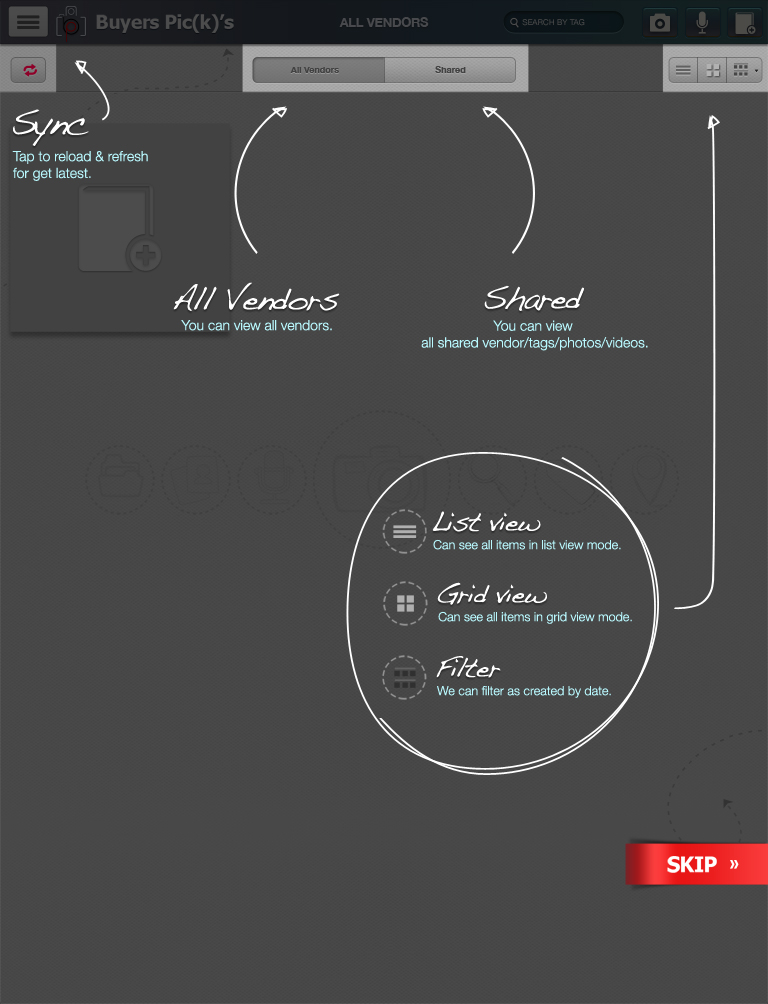 Buyers Pic(k)'s
ALL VENDORS
SEARCH BY TAG
All Vendors
Shared
Sync
Tap to reload & refresh
for get latest.
All Vendors
You can view all vendors.
Shared
You can view
all shared vendor/tags/photos/videos.
List view
Can see all items in list view mode.
Grid view
Can see all items in grid view mode.
Filter
We can filter as created by date.
SKIP »